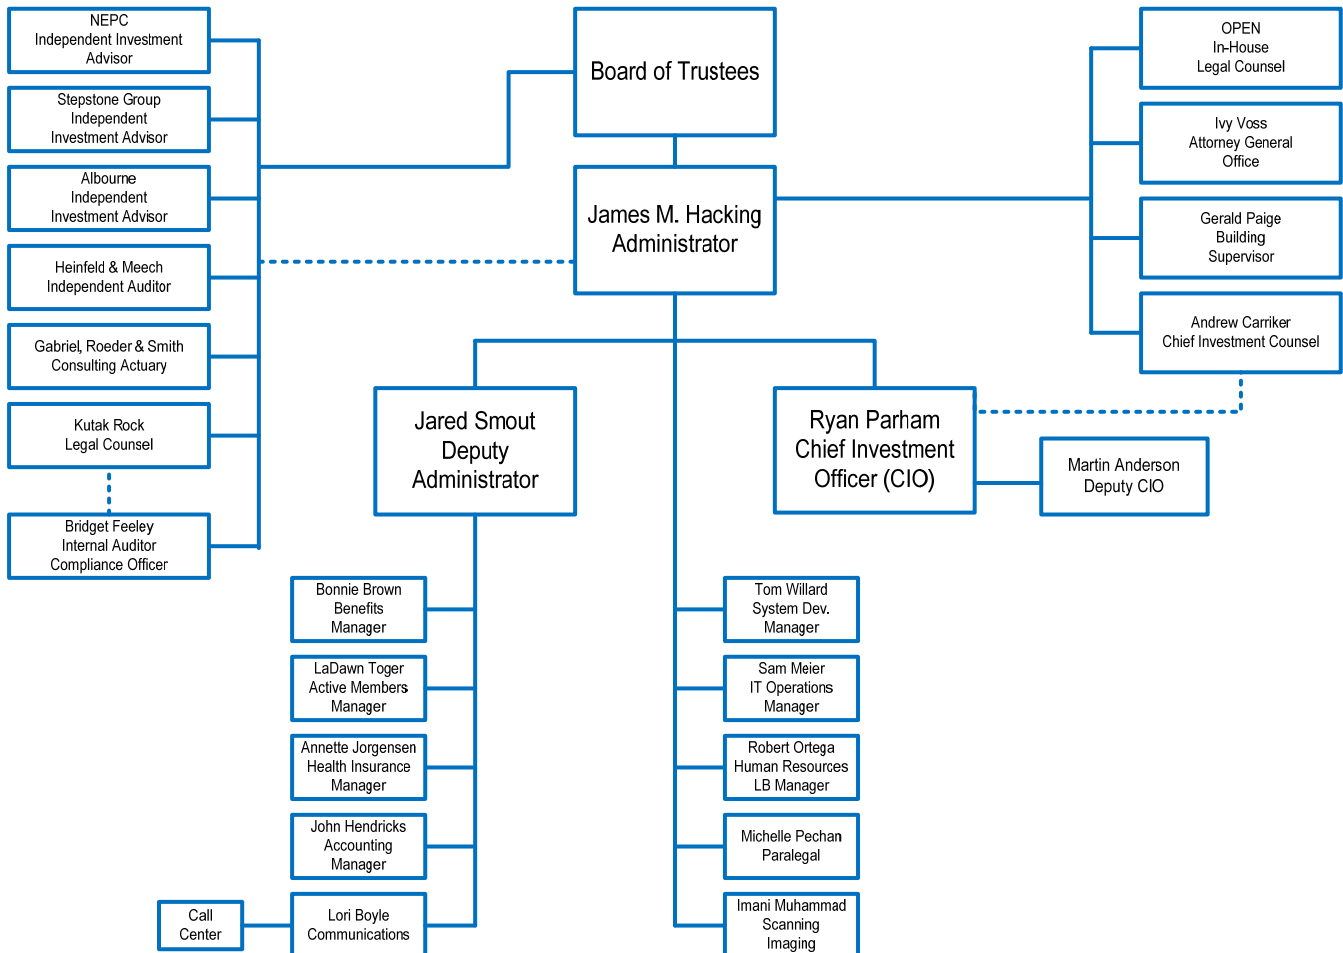 NEPC
Independent Investment
Advisor
Stepstone Group
Independent
Investment Advisor
Albourne
Independent
Investment Advisor
Heinfeld & Meech
Independent Auditor
Gabriel, Roeder & Smith
Consulting Actuary
Kutak Rock
Legal Counsel
Bridget Feeley
Internal Auditor
Compliance Officer
Board of Trustees
James M. Hacking
Administrator
OPEN
In-House
Legal Counsel
Ivy Voss
Attorney General
Office
Gerald Paige
Building
Supervisor
Andrew Carriker
Chief Investment Counsel
Jared Smout
Deputy
Administrator
Ryan Parham
Chief Investment
Officer (CIO)
Martin Anderson
Deputy CIO
Bonnie Brown
Benefits
Manager
LaDawn Toger
Active Members
Manager
Annette Jorgensen
Health Insurance
Manager
John Hendricks
Accounting
Manager
Call
Center
Lori Boyle
Communications
Tom Willard
System Dev.
Manager
Sam Meier
IT Operations
Manager
Robert Ortega
Human Resources
LB Manager
Michelle Pechan
Paralegal
Imani Muhammad
Scanning
Imaging